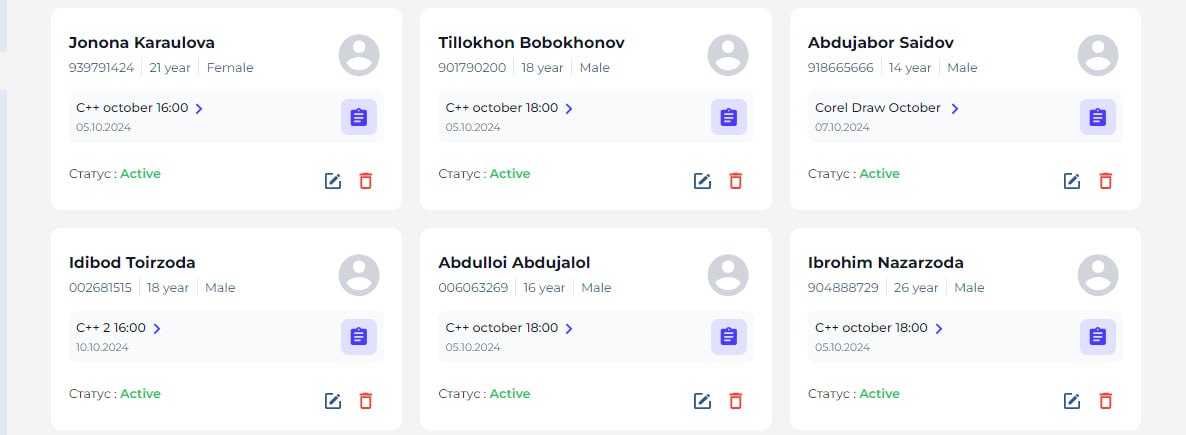 Jonona Karaulova
939791424 21 year Female
C++ october 16:00
05.10.2024
Статус : Active
Tillokhon Bobokhonov
901790200 18 year Male
C++ october 18:00
05.10.2024
Статус : Active
Abdujabor Saidov
918665666 14 year Male
Corel Draw October
07.10.2024
Статус : Active
Idibod Toirzoda
002681515 18 year Male
C++ 2 16:00
10.10.2024
Статус : Active
Abdulloi Abdujalol
006063269 16 year Male
C++ october 18:00
05.10.2024
Статус : Active
Ibrohim Nazarzoda
904888729 26 year Male
C++ october 18:00
05.10.2024
Статус : Active